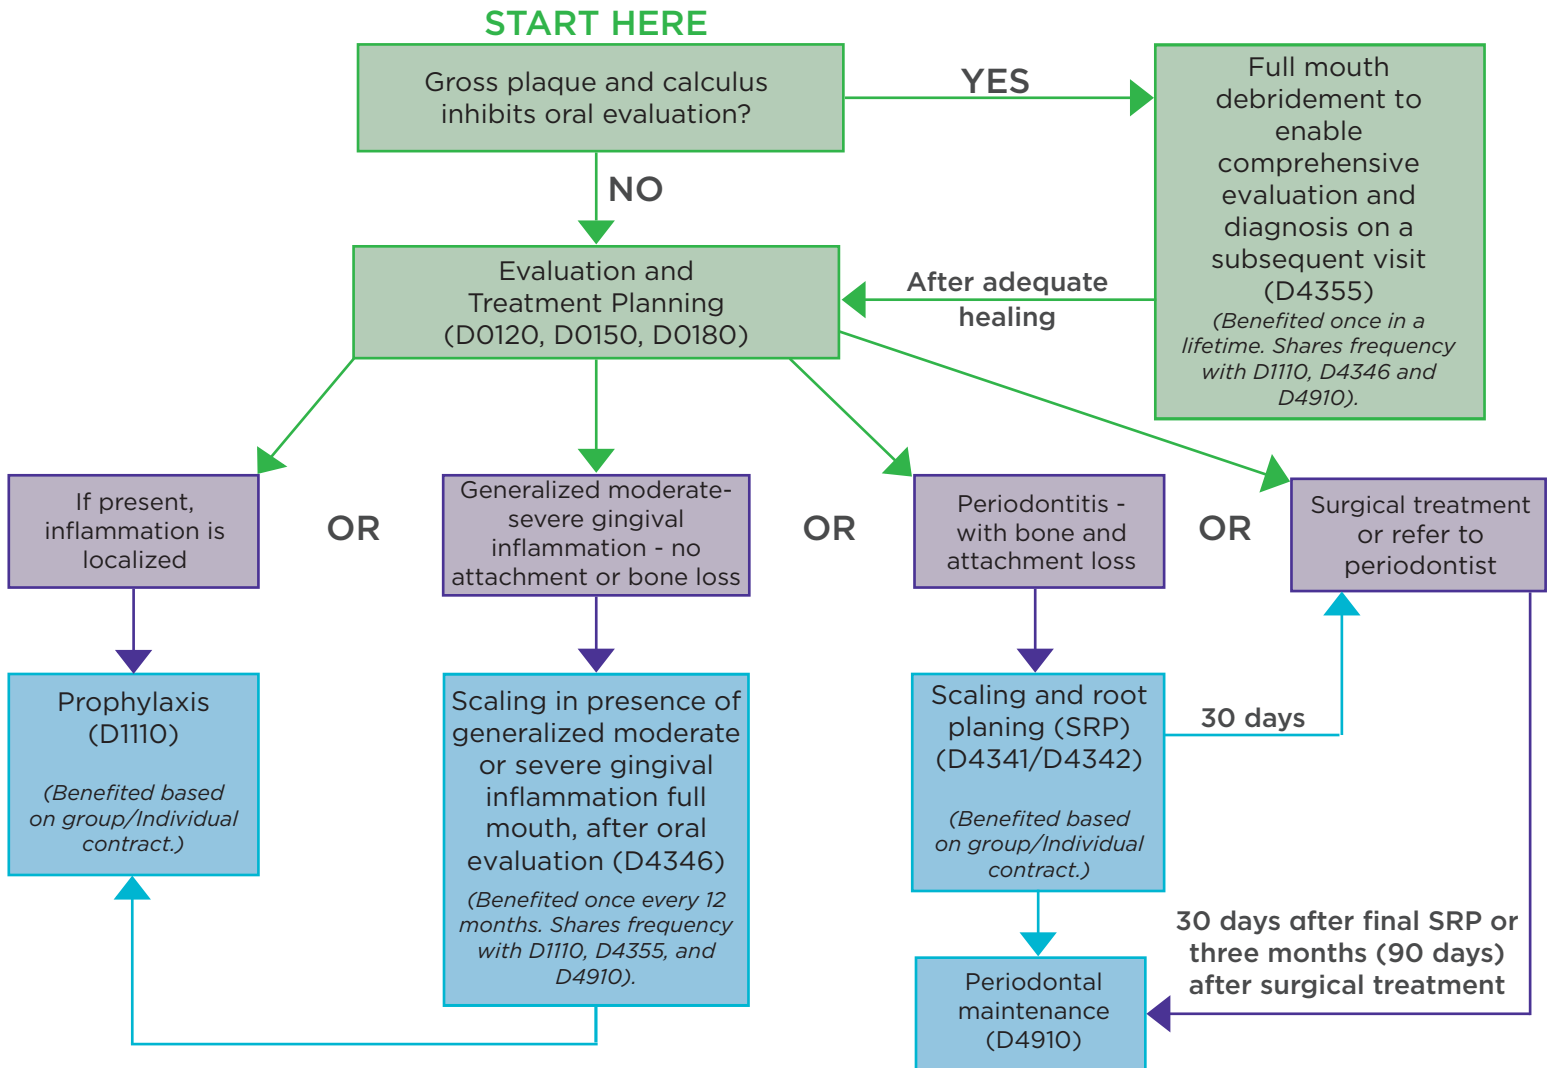 START HERE
Gross plaque and calculus
inhibits oral evaluation?
YES
Full mouth
debridement to
enable
comprehensive
evaluation and
diagnosis on a
subsequent visit
(D4355)
(Benefited once in a
lifetime. Shares frequency
with D1110, D4346 and
D4910).
NO
Evaluation and
Treatment Planning
(D0120, D0150, D0180)
After adequate
healing
If present,
inflammation is
localized
OR
Generalized moderate-
severe gingival
inflammation - no
attachment or bone loss
OR
Periodontitis -
with bone and
attachment loss
OR
Surgical treatment
or refer to
periodontist
Prophylaxis
(D1110)
(Benefited based
on group/Individual
contract.)
Scaling in presence of
generalized moderate
or severe gingival
inflammation full
mouth, after oral
evaluation (D4346)
(Benefited once every 12
months. Shares frequency
with D1110, D4355, and
D4910).
Scaling and root
planing (SRP)
(D4341/D4342)
(Benefited based
on group/Individual
contract.)
30 days
30 days after final SRP or
three months (90 days)
after surgical treatment
Periodontal
maintenance
(D4910)